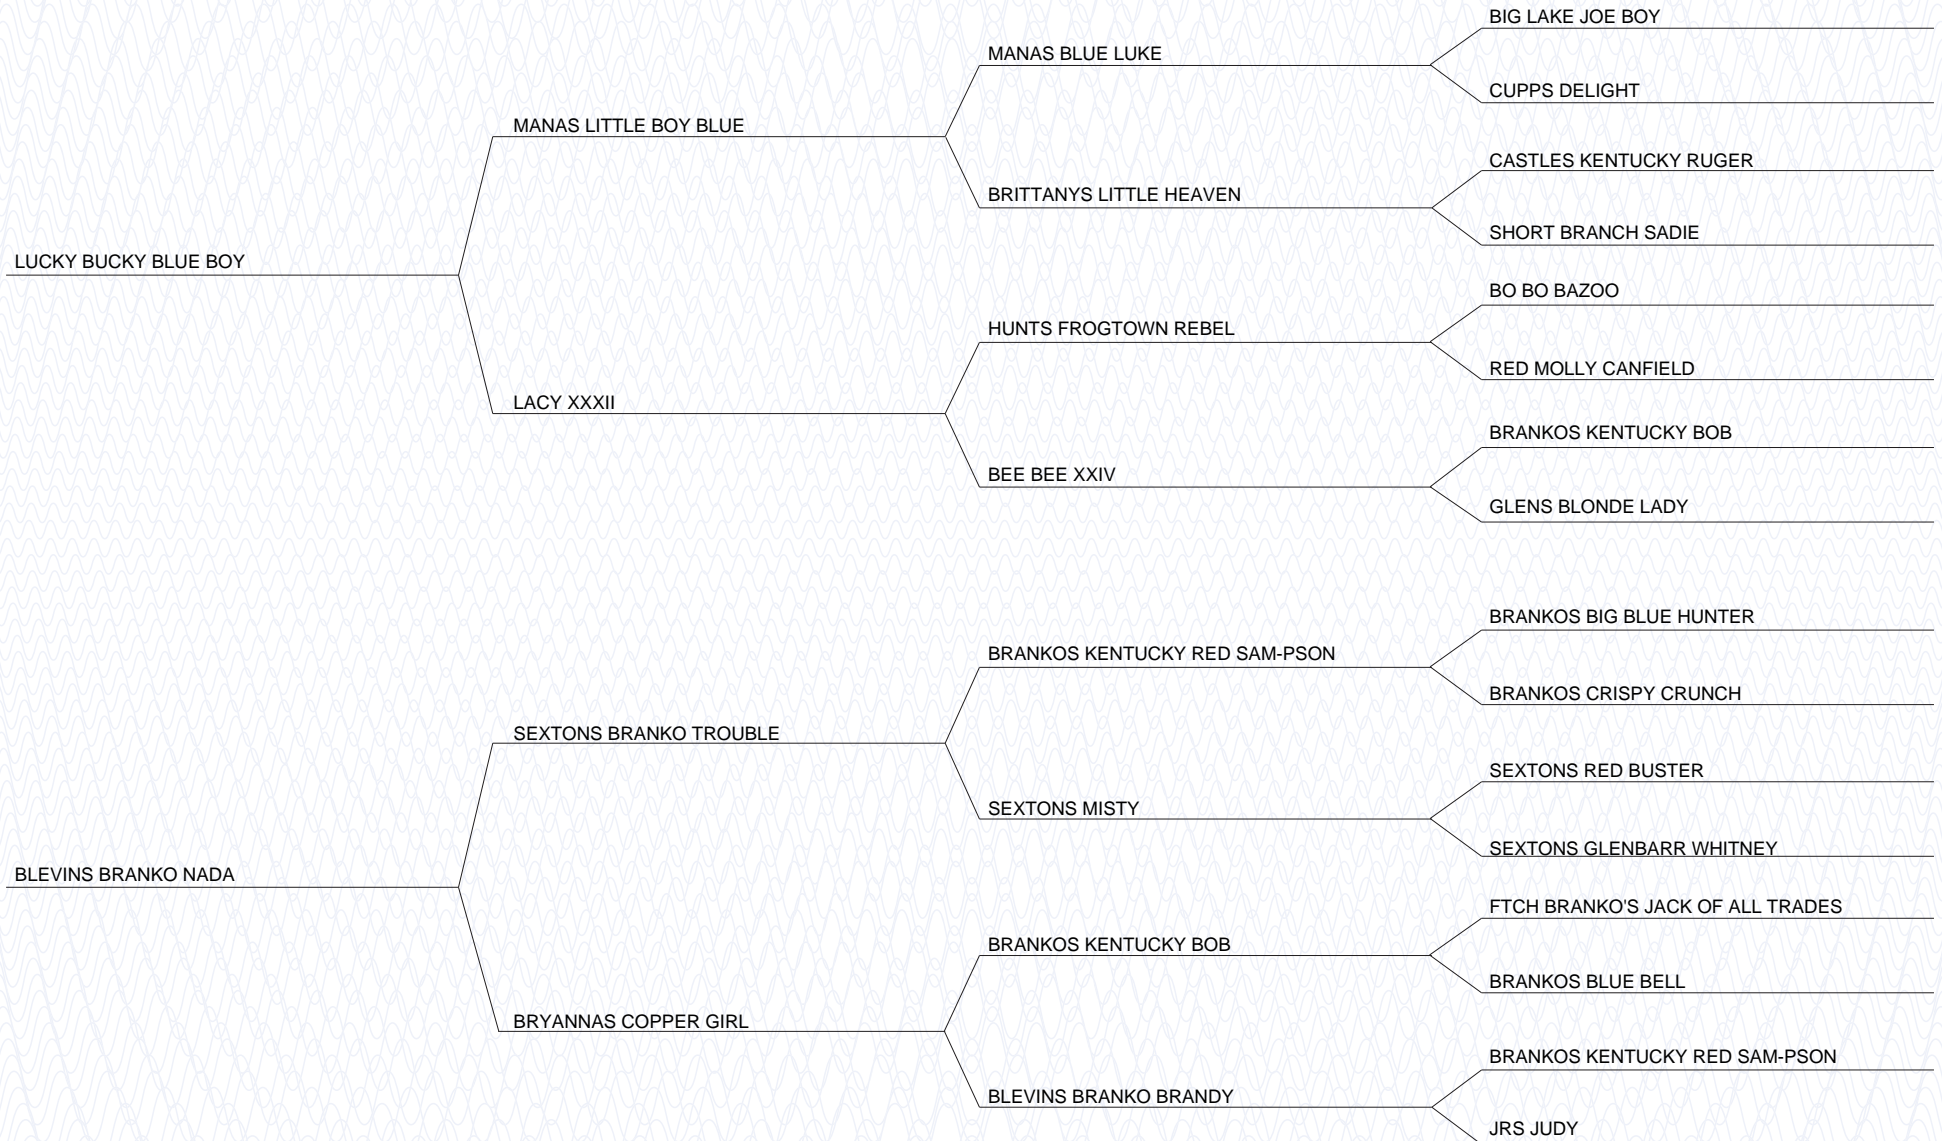 BIG LAKE JOE BOY
MANAS BLUE LUKE
CUPPS DELIGHT
MANAS LITTLE BOY BLUE
CASTLES KENTUCKY RUGER
BRITTANYS LITTLE HEAVEN
SHORT BRANCH SADIE
LUCKY BUCKY BLUE BOY
BO BO BAZOO
HUNTS FROGTOWN REBEL
RED MOLLY CANFIELD
LACY XXXII
BRANKOS KENTUCKY BOB
BEE BEE XXIV
GLENS BLONDE LADY
BRANKOS BIG BLUE HUNTER
BRANKOS KENTUCKY RED SAM-PSON
BRANKOS CRISPY CRUNCH
SEXTONS BRANKO TROUBLE
SEXTONS RED BUSTER
SEXTONS MISTY
SEXTONS GLENBARR WHITNEY
BLEVINS BRANKO NADA
FTCH BRANKO'S JACK OF ALL TRADES
BRANKOS KENTUCKY BOB
BRANKOS BLUE BELL
BRYANNAS COPPER GIRL
BRANKOS KENTUCKY RED SAM-PSON
BLEVINS BRANKO BRANDY
JRS JUDY